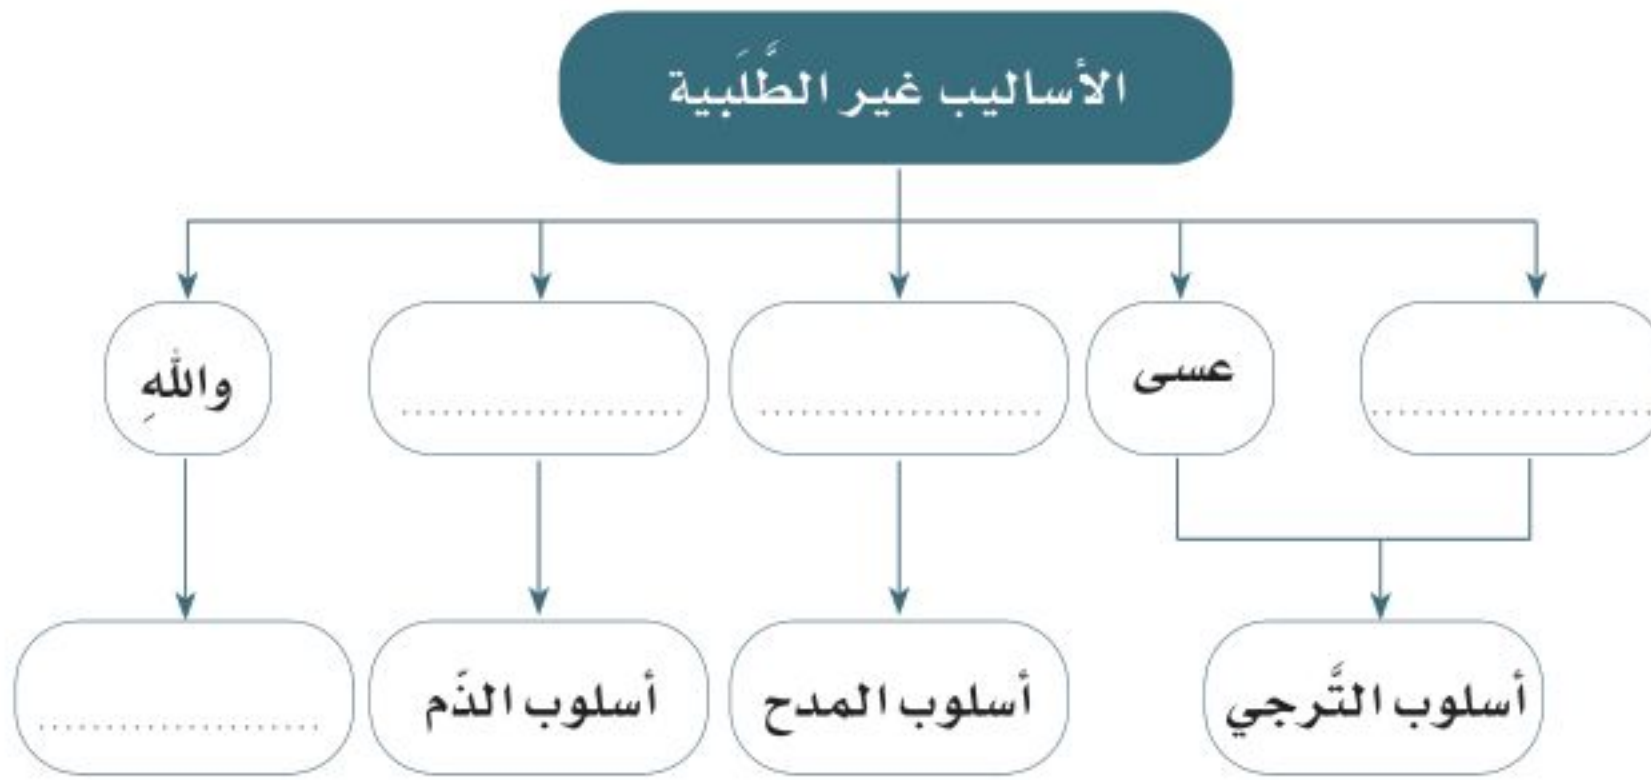 الأساليب غير الطَّلَبية
عسى
واللهِ
أسلوب التَّرجي
أسلوب المدح
أسلوب الذَم